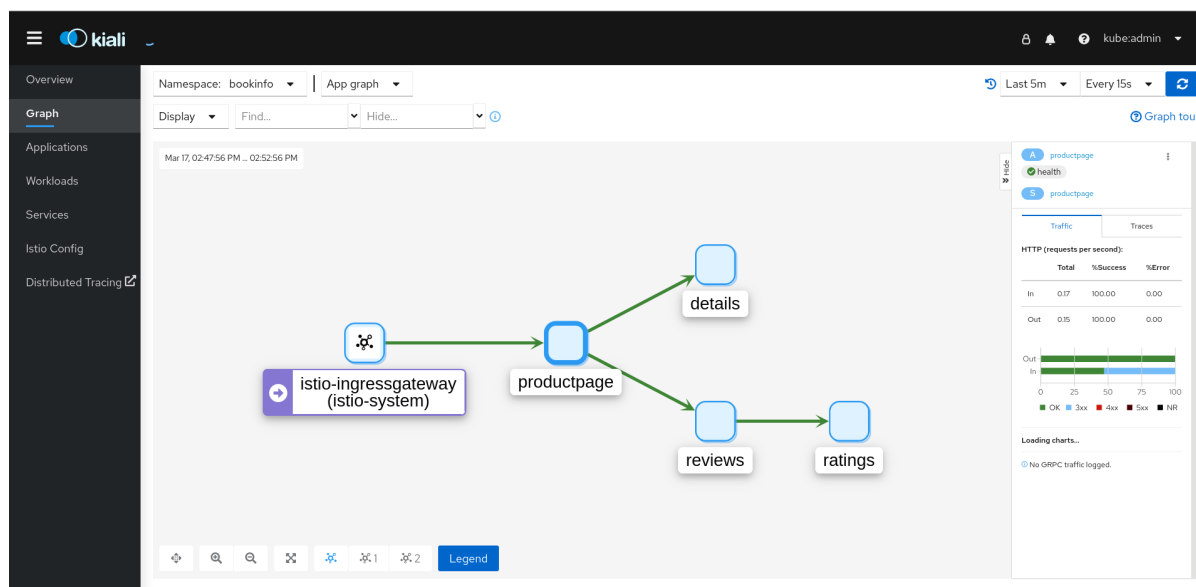 kiali
kube:admin
Overview
Graph
Applications
Workloads
Services
Istio Config
Distributed Tracing
Namespace: bookinfo
App graph
Last 5m
Every 15s
Display
Find...
Hide...
Graph tou
Mar 17, 02:47:56 PM ... 02:52:56 PM
Hide
details
istio-ingressgateway
(istio-system)
productpage
reviews
ratings
1
2
Legend
A productpage
health
S productpage
Traffic Traces
HTTP (requests per second):
Total %Success %Error
In 0.17 100.00 0.00
Out 0.15 100.00 0.00
Out
In
0 25 50 75 100
OK 3xx 4xx 5xx NR
Loading charts...
No GRPC traffic logged.